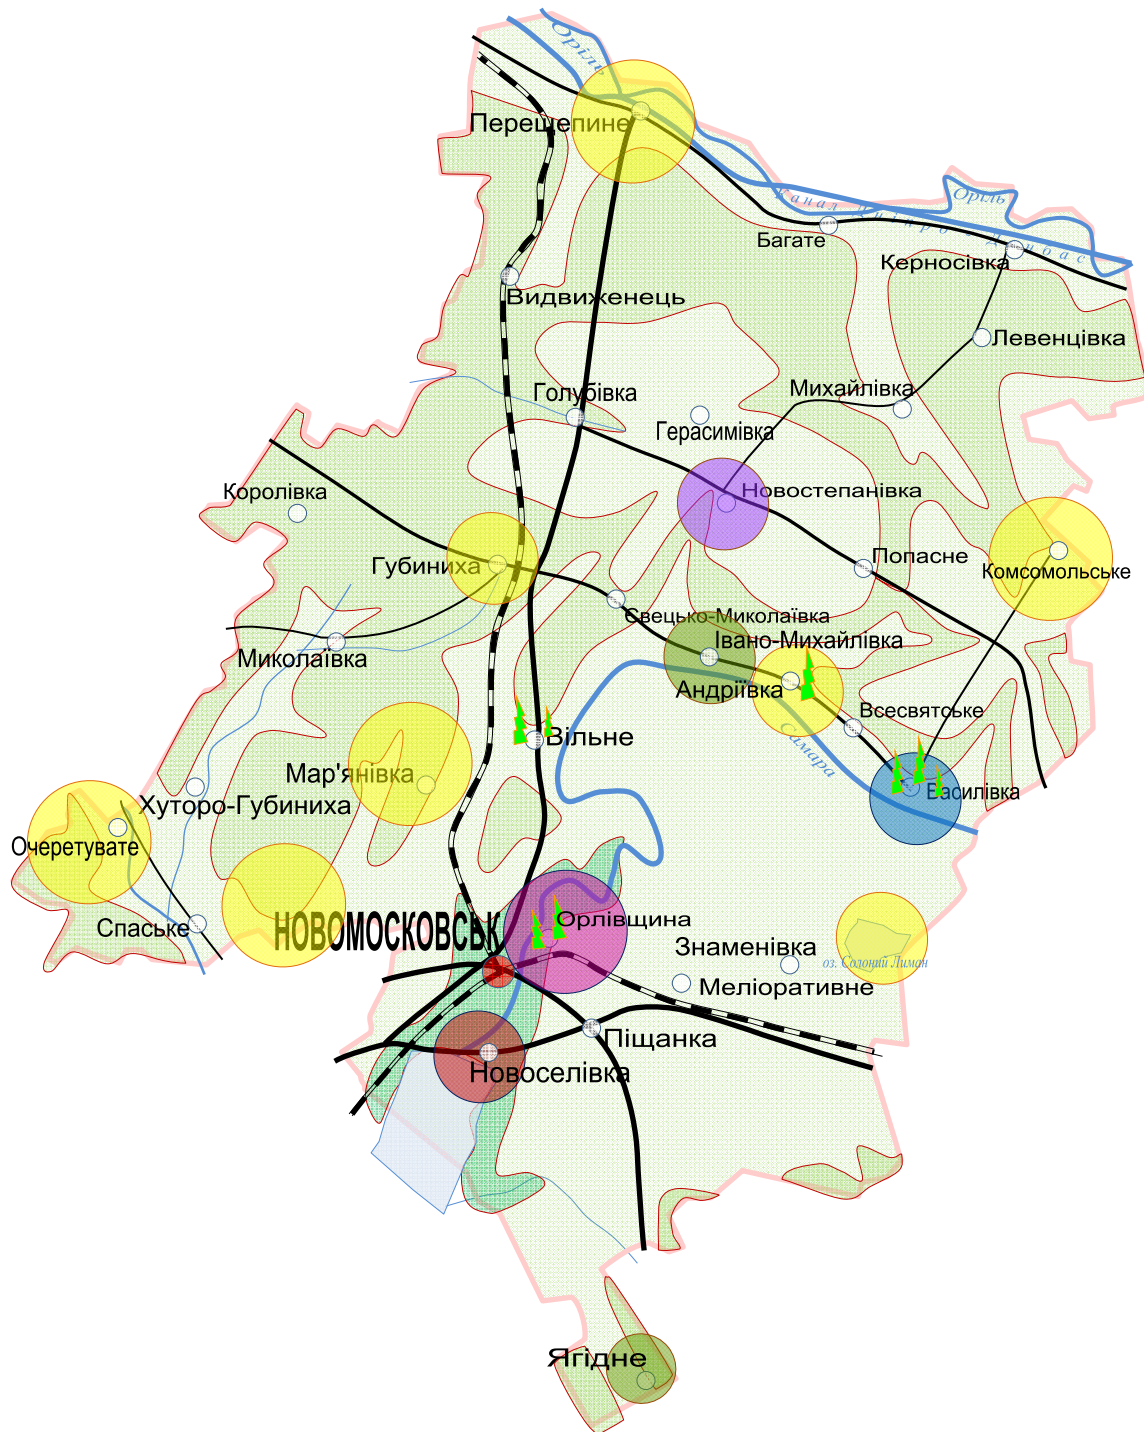 Оріль
Перещепине
Канал Дніпро - Донбас
Оріль
Багате
Керносівка
Видвиженець
Левенцівка
Голубівка
Михайлівка
Герасимівка
Королівка
Новостепанівка
Губиниха
Попасне
Комсомольське
Свецько-Миколаївка
Івано-Михайлівка
Миколаївка
Андріївка
Всесвятське
Самара
Вільне
Мар'янівка
Василівка
Хуторо-Губиниха
Очеретувате
Спаське
НОВОМОСКОВСЬК
Орлівщина
Знаменівка
оз. Солоний Лиман
Меліоративне
Піщанка
Новоселівка
Ягідне